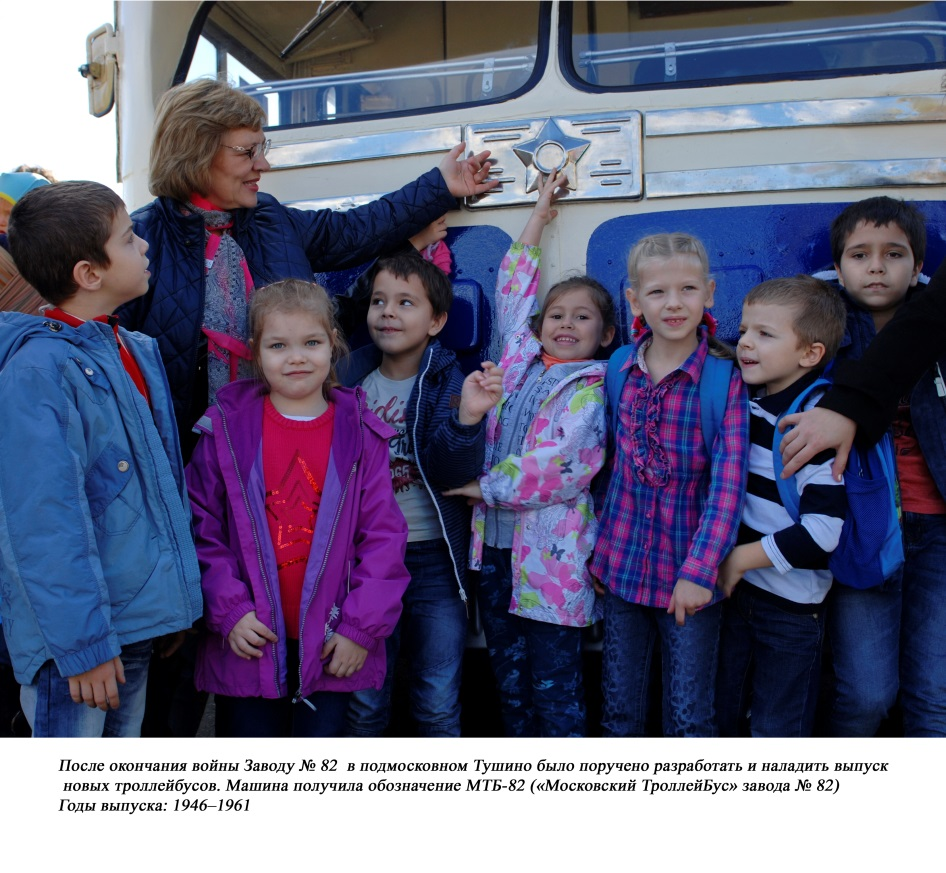 После окончания войны Заводу № 82 в подмосковном Тушино было поручено разработать и наладить выпуск
новых троллейбусов. Машина получила обозначение МТБ-82 («Московский ТроллейБус» завода № 82)
Годы выпуска: 1946–1961